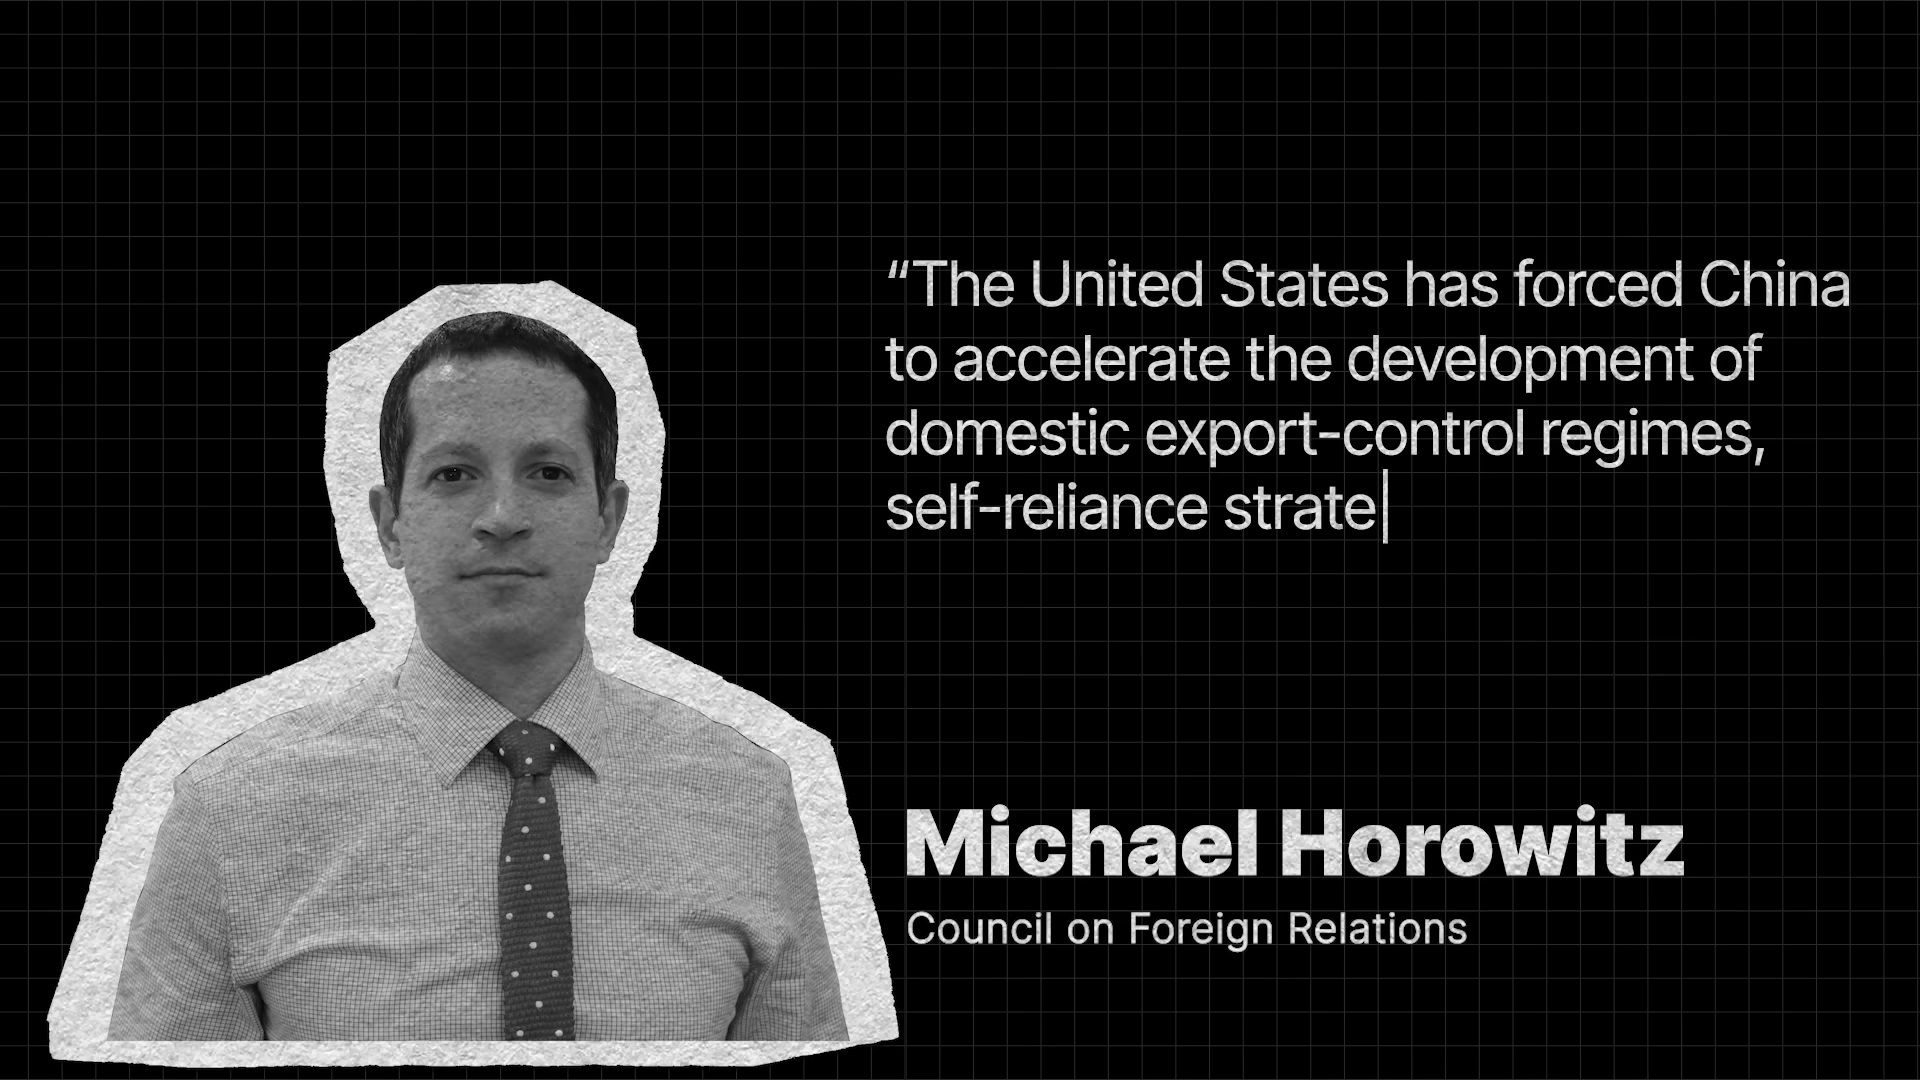 “The United States has forced China
to accelerate the development of
domestic export-control regimes,
self-reliance strate
Michael Horowitz
Council on Foreign Relations